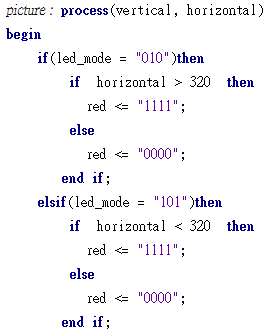 picture: process(vertical, horizontal)
begin
if(led_mode = "010")then
if horizontal > 320 then
red <= "1111";
else
red <= "0000";
end if;
elsif(led_mode = "101")then
if horizontal < 320 then
red <= "1111";
else
red <= "0000";
end if;